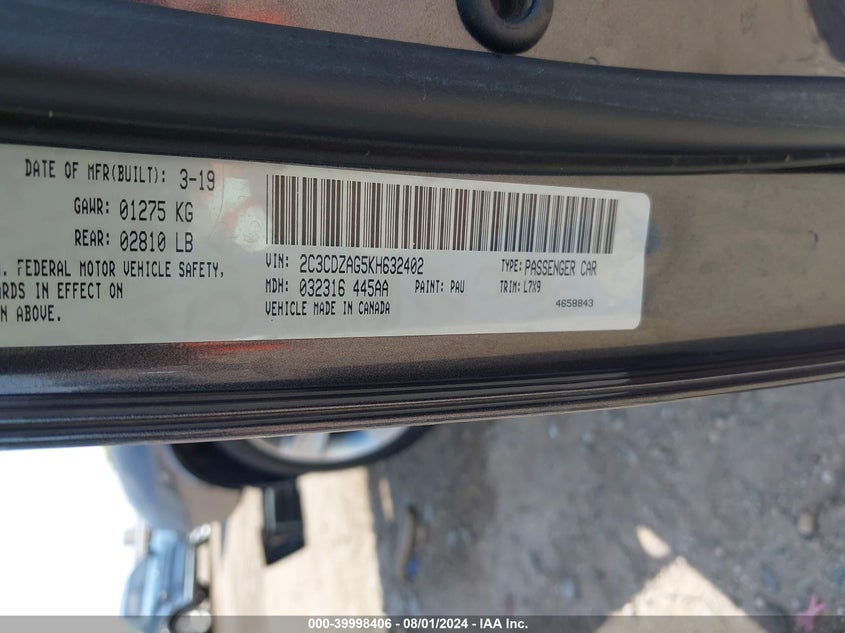 DATE OF MFR(BUILT): 3-19
GAWR: 01275 KG
REAR: 02810 LB
. FEDERAL MOTOR VEHICLE SAFETY,
ARDS IN EFFECT ON
N ABOVE.
VIN: 2C3CDZAG5KH632402 TYPE: PASSENGER CAR
MDH: 032316 445AA PAINT: PAU TRIM: L7X9
VEHICLE MADE IN CANADA 4658843
000-39998406 - 08/01/2024 - IAA Inc.